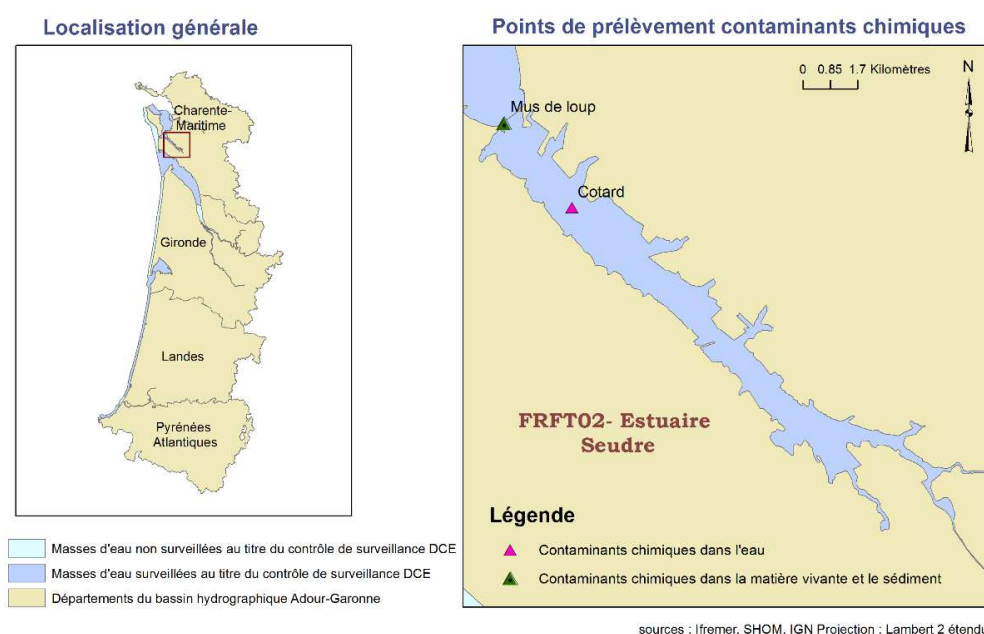 Localisation générale
Points de prélèvement contaminants chimiques
Charente-
Maritime
Gironde
Landes
Pyrénées
Atlantiques
Masses d'eau non surveillées au titre du contrôle de surveillance DCE
Masses d'eau surveillées au titre du contrôle de surveillance DCE
Départements du bassin hydrographique Adour-Garonne
0 0.85 1.7 Kilomètres
N
Mus de loup
Cotard
FRFT02- Estuaire
Seudre
Légende
Contaminants chimiques dans l'eau
Contaminants chimiques dans la matière vivante et le sédiment
sources : Ifremer, SHOM, IGN Projection : Lambert 2 étendu